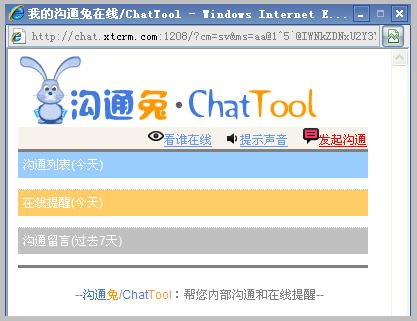 我的沟通兔在线/ChatTool - Windows Internet E...
http://chat.xtcrm.com:1208/?cm=sv&ms=aa@1
沟通兔·ChatTool
看谁在线 提示声音 发起沟通
沟通列表(今天)
在线提醒(今天)
沟通留言(过去7天)
--沟通兔/ChatTool：帮您内部沟通和在线提醒--